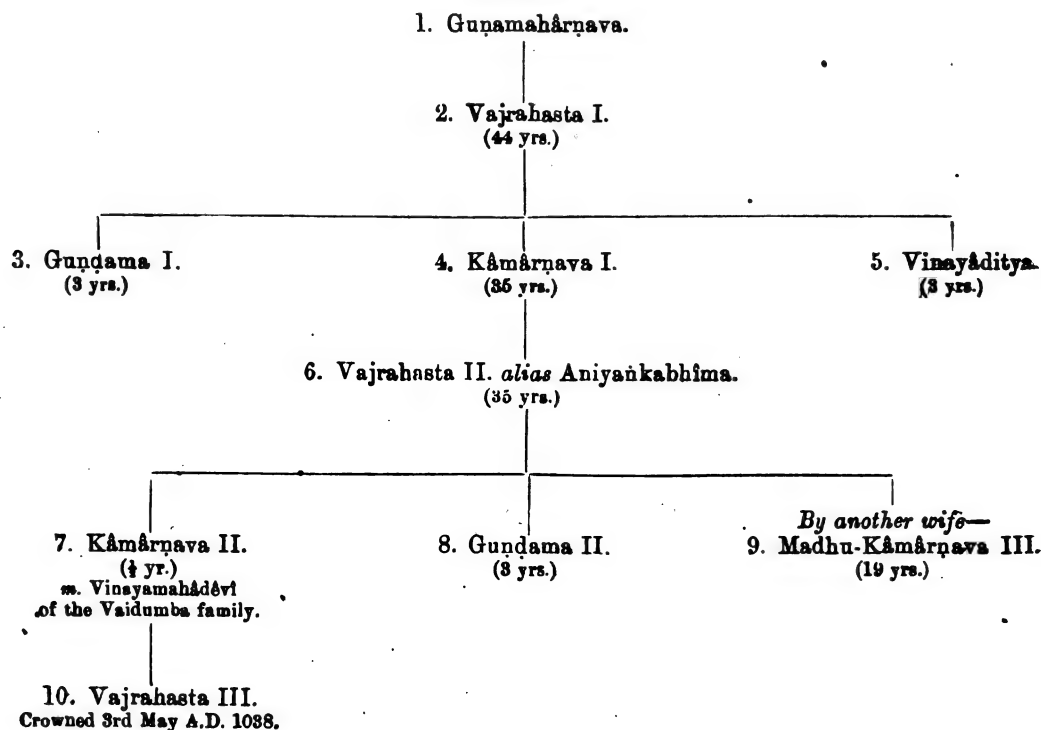 1. Guṇamahârṇava.
2. Vajrahasta I.
(44 yrs.)
3. Guṇḍama I. 4. Kâmârṇava I. 5. Vinayâditya.
(3 yrs.) (35 yrs.) (3 yrs.)
6. Vajrahasta II. alias Aniyaṅkabhîma.
(35 yrs.)
By another wife—
7. Kâmârṇava II. 8. Guṇḍama II. 9. Madhu-Kâmârṇava III.
(½ yr.) (3 yrs.) (19 yrs.)
m. Vinayamahâdêvî
of the Vaidumba family.
10. Vajrahasta III.
Crowned 3rd May A.D. 1038.